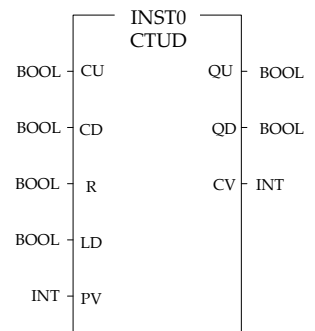 INST0
CTUD
BOOL CU QU BOOL
BOOL CD QD BOOL
BOOL R CV INT
BOOL LD
INT PV